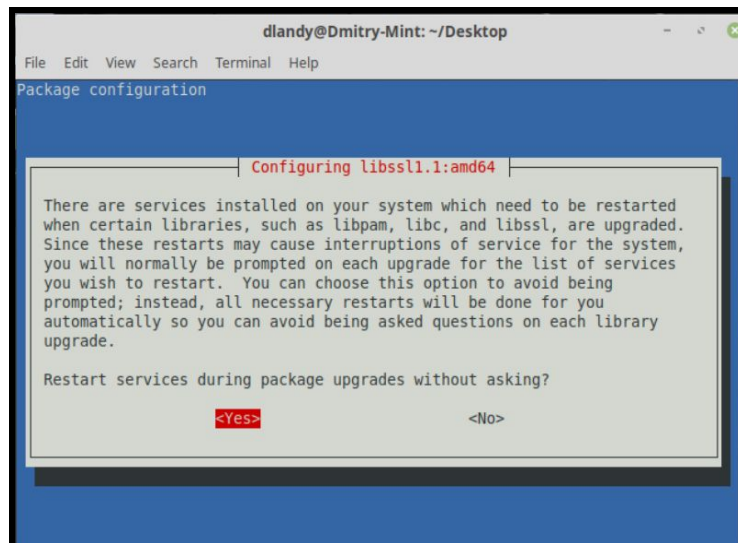 dlandy@Dmitry-Mint: ~/Desktop
File Edit View Search Terminal Help
Package configuration
Configuring libssl1.1:amd64
There are services installed on your system which need to be restarted
when certain libraries, such as libpam, libc, and libssl, are upgraded.
Since these restarts may cause interruptions of service for the system,
you will normally be prompted on each upgrade for the list of services
you wish to restart.  You can choose this option to avoid being
prompted; instead, all necessary restarts will be done for you
automatically so you can avoid being asked questions on each library
upgrade.
Restart services during package upgrades without asking?
<Yes> <No>